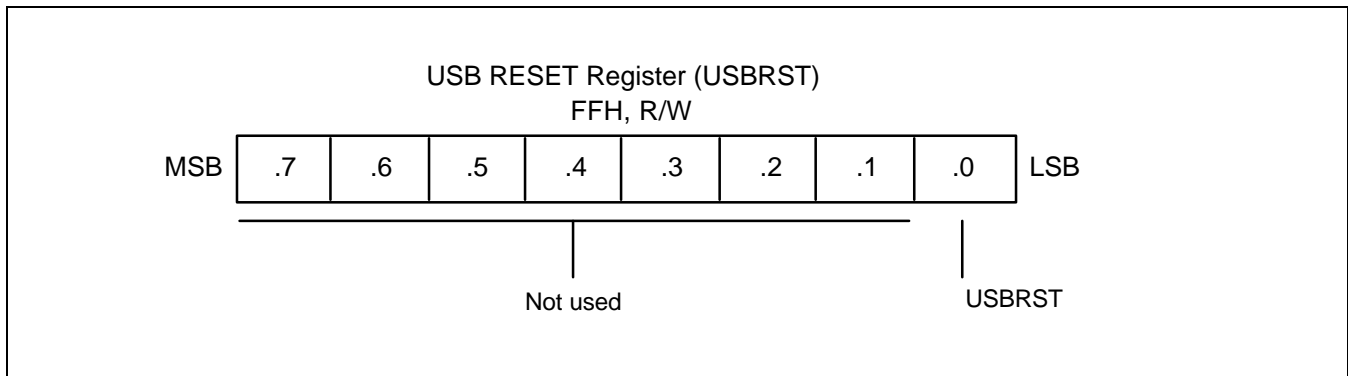 USB RESET Register (USBRST)
FFH, R/W
MSB .7 .6 .5 .4 .3 .2 .1 .0 LSB
Not used USBRST